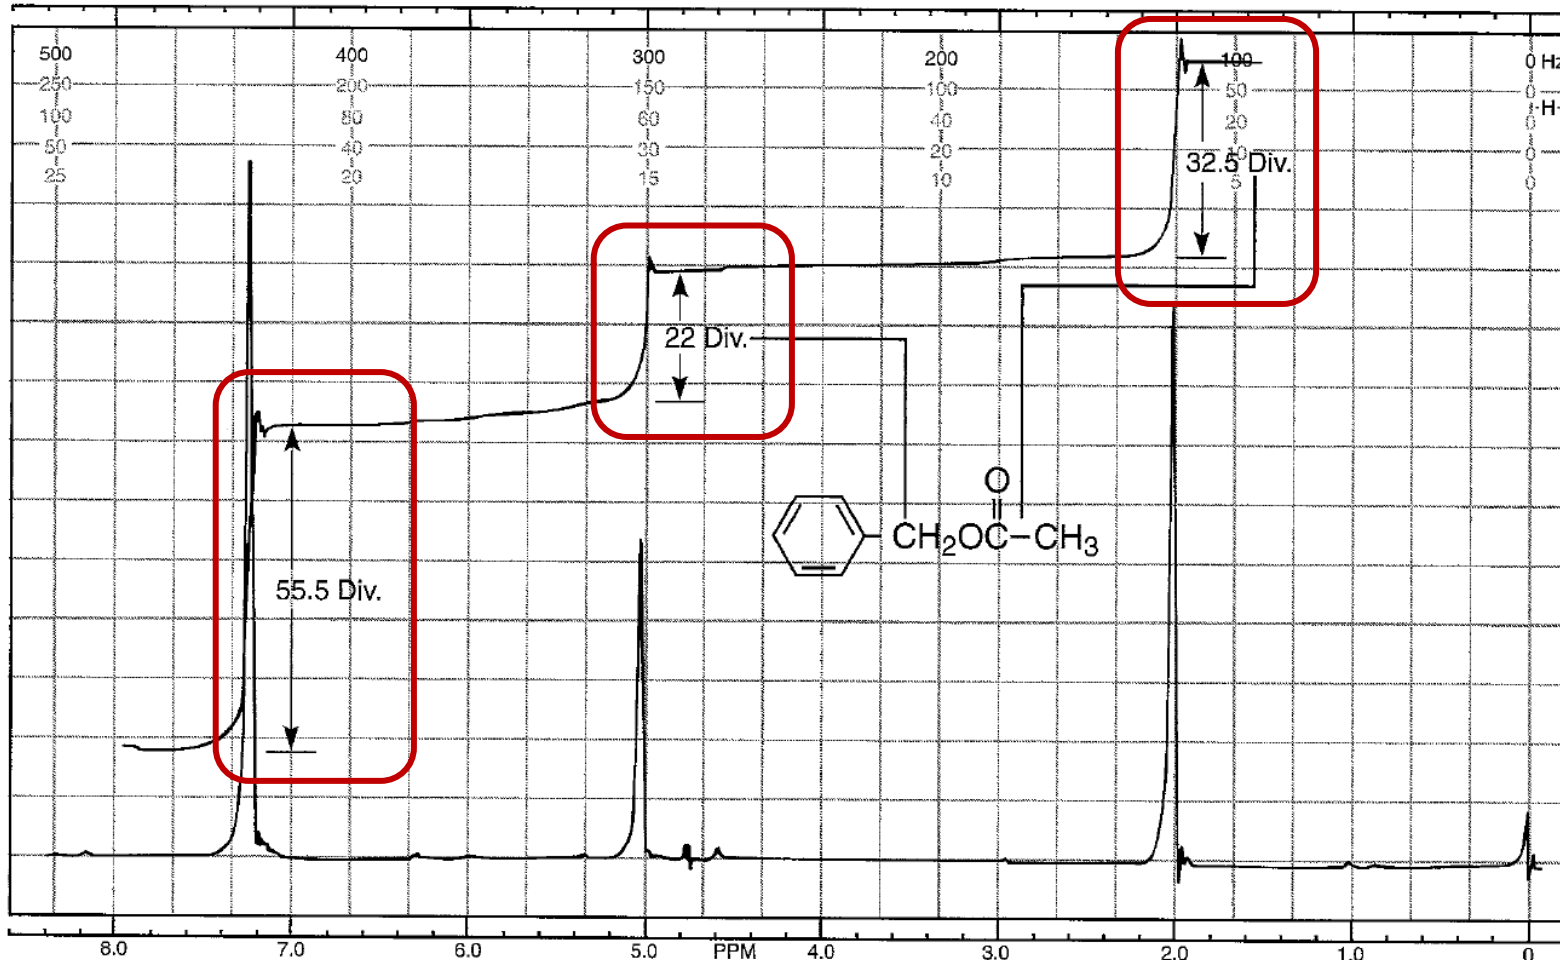 500 400 300 200 100 0 Hz
250 200 150 100 50 0
100 80 60 40 20 0
50 40 30 20 10 0
25 20 15 10 5 0
H
32.5 Div.
22 Div.
55.5 Div.
O
CH₂OC–CH₃
8.0 7.0 6.0 5.0 PPM 4.0 3.0 2.0 1.0 0